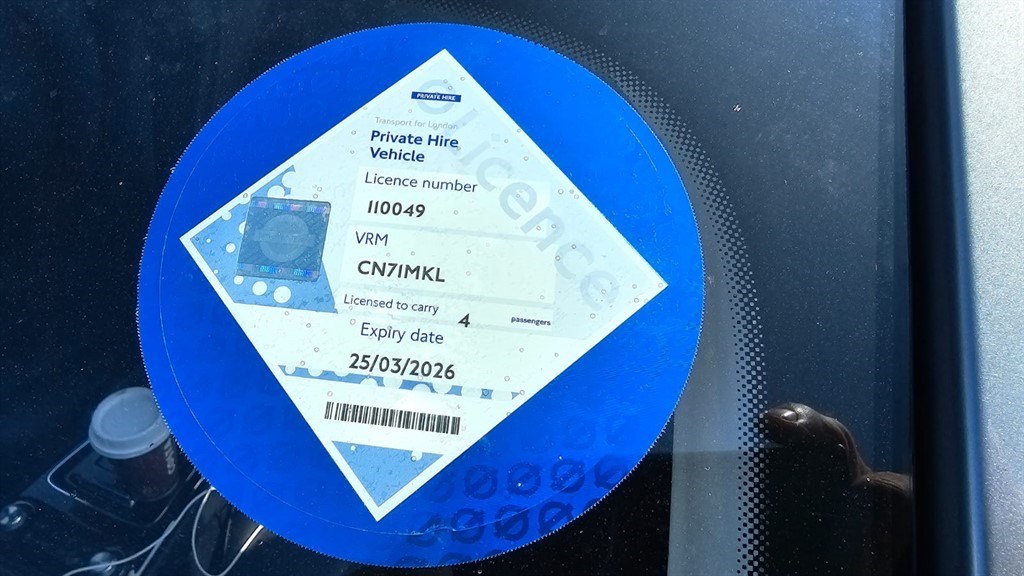 PRIVATE HIRE
Transport for London
Private Hire
Vehicle
Licence number
110049
VRM
CN71MKL
Licensed to carry 4 passengers
Expiry date
25/03/2026
Licence